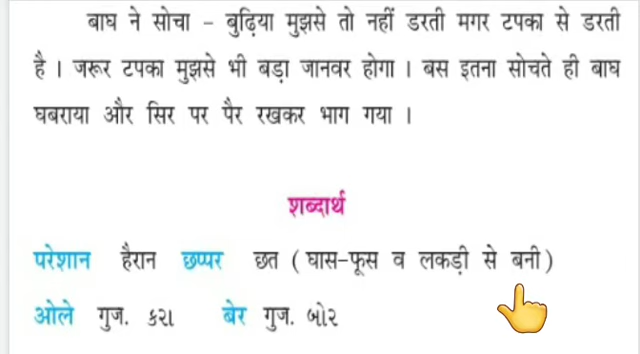 बाघ ने सोचा – बुढ़िया मुझसे तो नहीं डरती मगर टपका से डरती
है । जरूर टपका मुझसे भी बड़ा जानवर होगा । बस इतना सोचते ही बाघ
घबराया और सिर पर पैर रखकर भाग गया ।
शब्दार्थ
परेशान हैरान छप्पर छत ( घास-फूस व लकड़ी से बनी )
ओले गुज. કરા बेर गुज. બોર